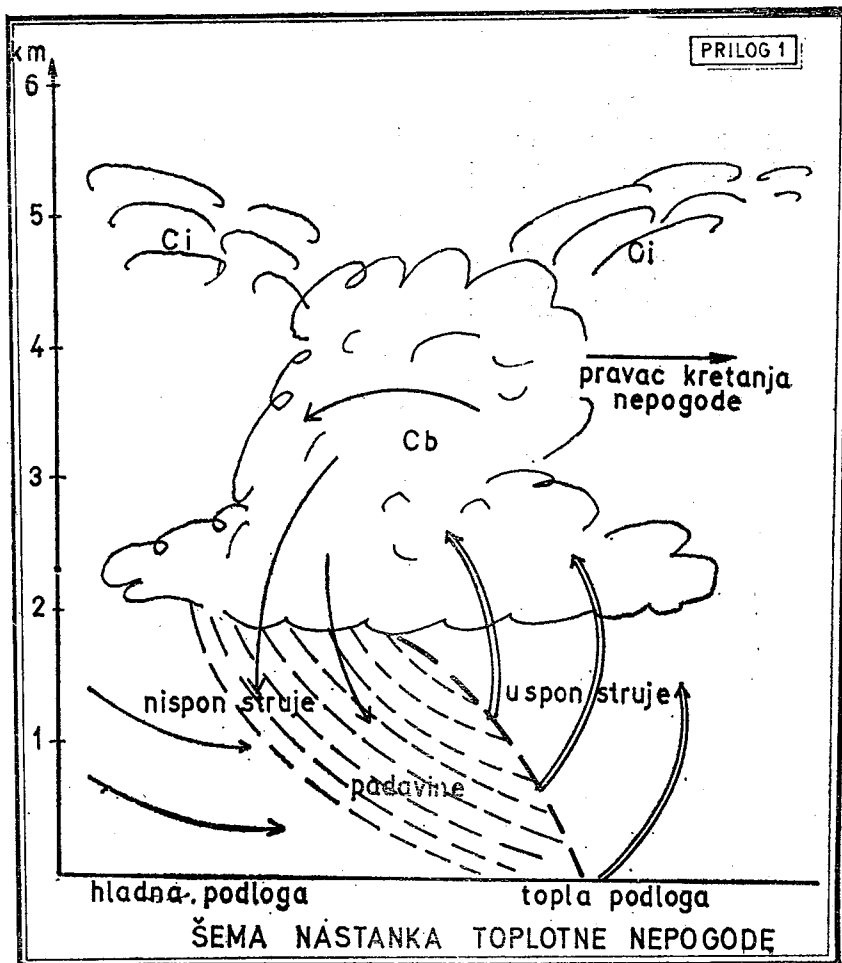 PRILOG 1
km
6
5
Ci
Ci
4
pravac kretanja
nepogode
Cb
3
2
nispon struje
uspon struje
1
padavine
hladna podloga
topla podloga
ŠEMA NASTANKA TOPLOTNE NEPOGODE